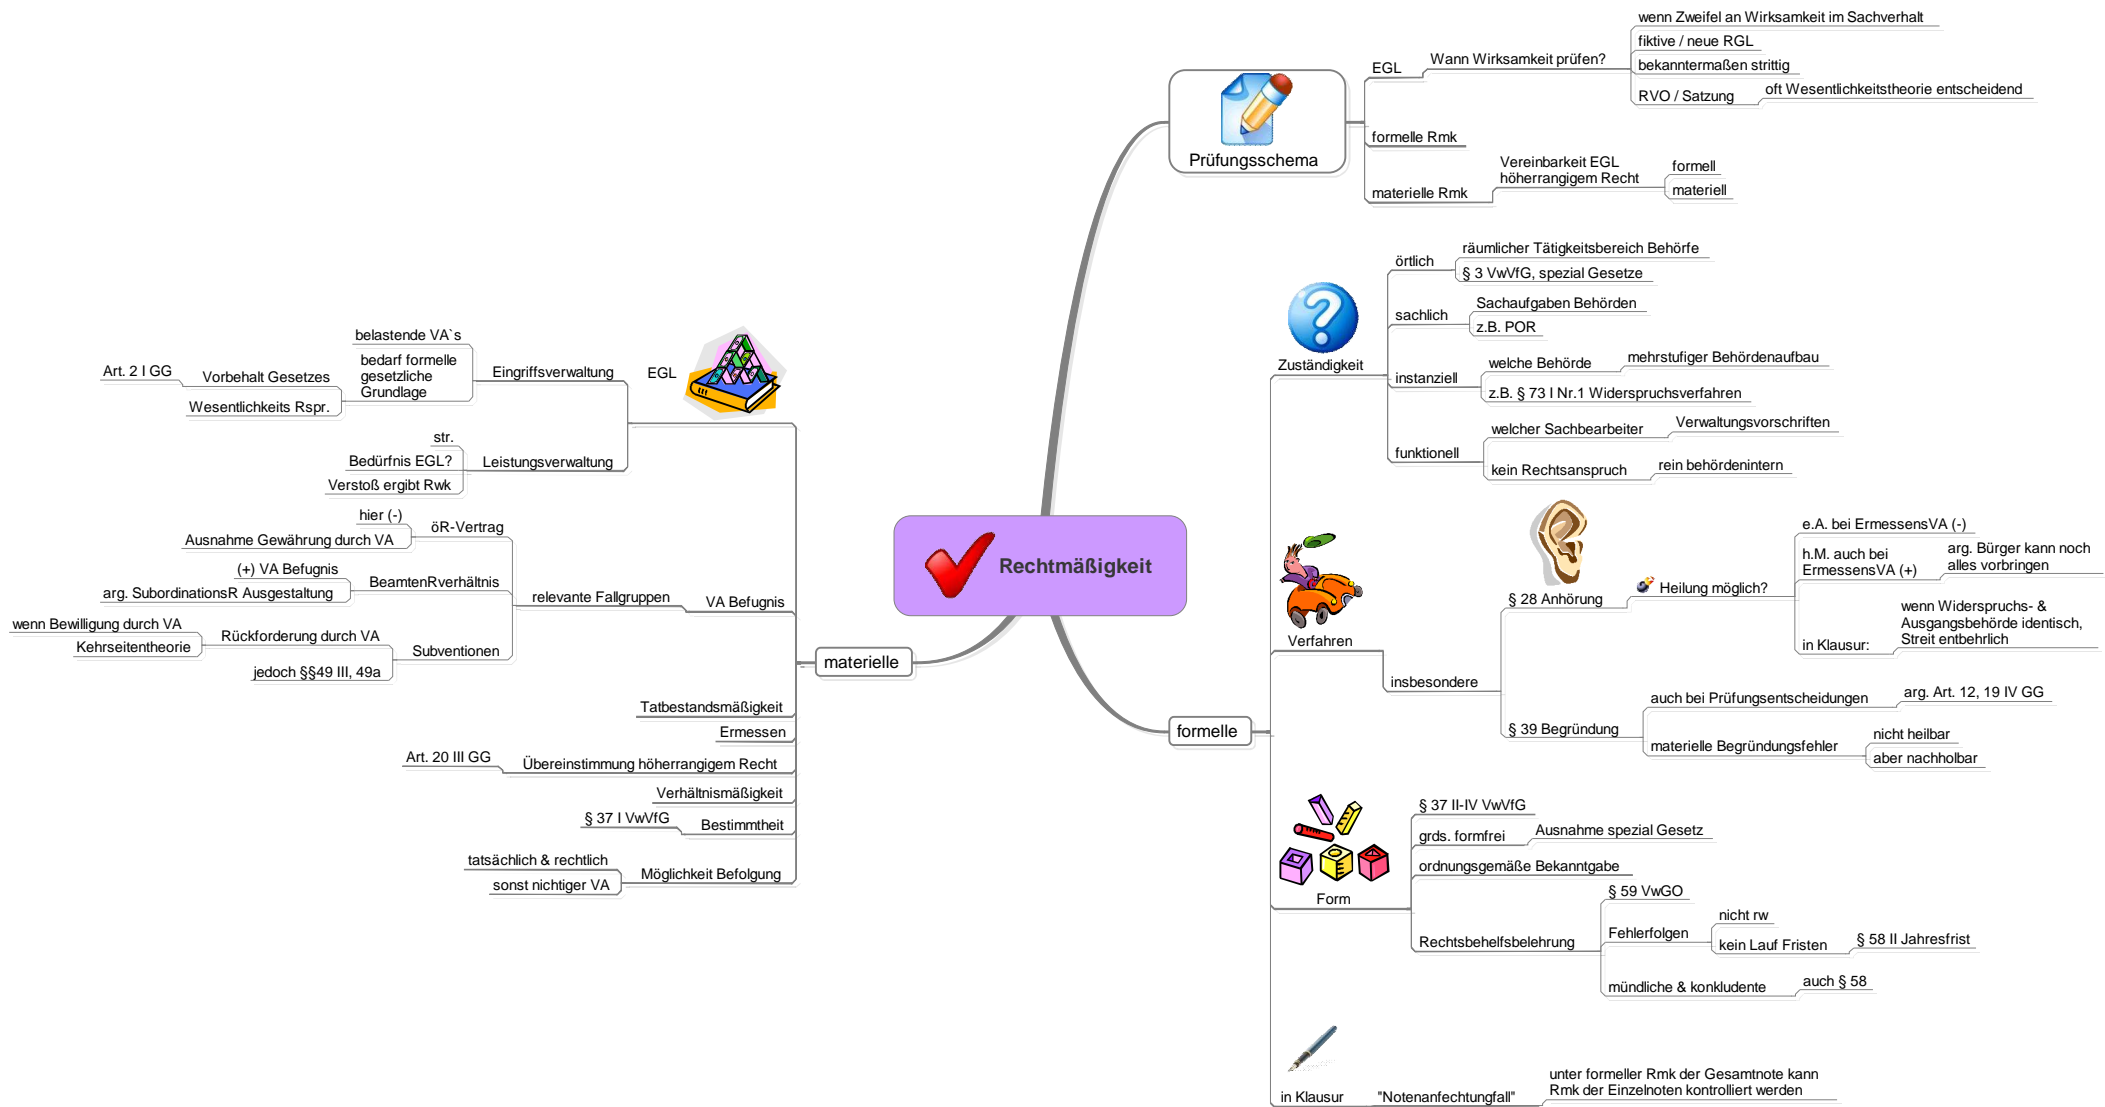 Rechtmäßigkeit
Prüfungsschema
EGL
Wann Wirksamkeit prüfen?
wenn Zweifel an Wirksamkeit im Sachverhalt
fiktive / neue RGL
bekanntermaßen strittig
RVO / Satzung
oft Wesentlichkeitstheorie entscheidend
formelle Rmk
materielle Rmk
Vereinbarkeit EGL
höherrangigem Recht
formell
materiell
formelle
Zuständigkeit
örtlich
räumlicher Tätigkeitsbereich Behörfe
§ 3 VwVfG, spezial Gesetze
sachlich
Sachaufgaben Behörden
z.B. POR
instanziell
welche Behörde
mehrstufiger Behördenaufbau
z.B. § 73 I Nr.1 Widerspruchsverfahren
funktionell
welcher Sachbearbeiter
Verwaltungsvorschriften
kein Rechtsanspruch
rein behördenintern
Verfahren
insbesondere
§ 28 Anhörung
Heilung möglich?
e.A. bei ErmessensVA (-)
h.M. auch bei
ErmessensVA (+)
arg. Bürger kann noch
alles vorbringen
in Klausur:
wenn Widerspruchs- &
Ausgangsbehörde identisch,
Streit entbehrlich
§ 39 Begründung
auch bei Prüfungsentscheidungen
arg. Art. 12, 19 IV GG
materielle Begründungsfehler
nicht heilbar
aber nachholbar
Form
§ 37 II-IV VwVfG
grds. formfrei
Ausnahme spezial Gesetz
ordnungsgemäße Bekanntgabe
Rechtsbehelfsbelehrung
§ 59 VwGO
Fehlerfolgen
nicht rw
kein Lauf Fristen
§ 58 II Jahresfrist
mündliche & konkludente
auch § 58
in Klausur
"Notenanfechtungfall"
unter formeller Rmk der Gesamtnote kann
Rmk der Einzelnoten kontrolliert werden
materielle
EGL
Eingriffsverwaltung
belastende VA`s
bedarf formelle
gesetzliche
Grundlage
Vorbehalt Gesetzes
Art. 2 I GG
Wesentlichkeits Rspr.
Leistungsverwaltung
str.
Bedürfnis EGL?
Verstoß ergibt Rwk
VA Befugnis
relevante Fallgruppen
öR-Vertrag
hier (-)
Ausnahme Gewährung durch VA
BeamtenRverhältnis
(+) VA Befugnis
arg. SubordinationsR Ausgestaltung
Subventionen
Rückforderung durch VA
wenn Bewilligung durch VA
Kehrseitentheorie
jedoch §§49 III, 49a
Tatbestandsmäßigkeit
Ermessen
Übereinstimmung höherrangigem Recht
Art. 20 III GG
Verhältnismäßigkeit
Bestimmtheit
§ 37 I VwVfG
Möglichkeit Befolgung
tatsächlich & rechtlich
sonst nichtiger VA